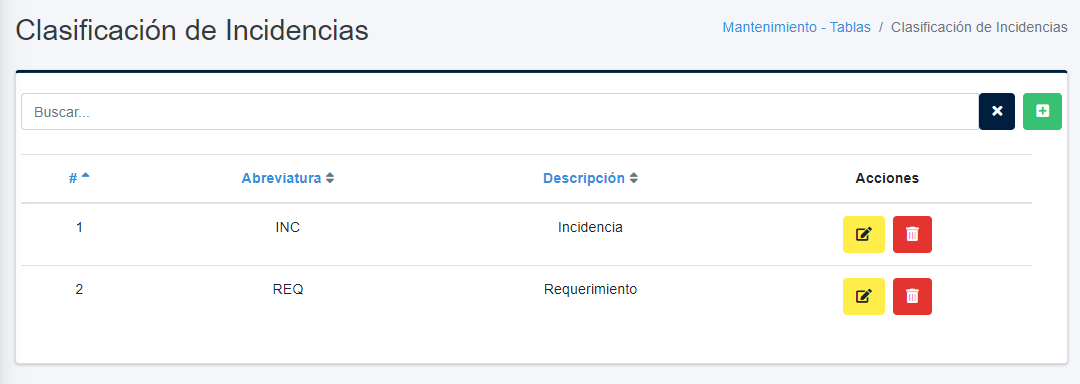 Clasificación de Incidencias
Mantenimiento - Tablas / Clasificación de Incidencias
Buscar...
# Abreviatura Descripción Acciones
1 INC Incidencia
2 REQ Requerimiento